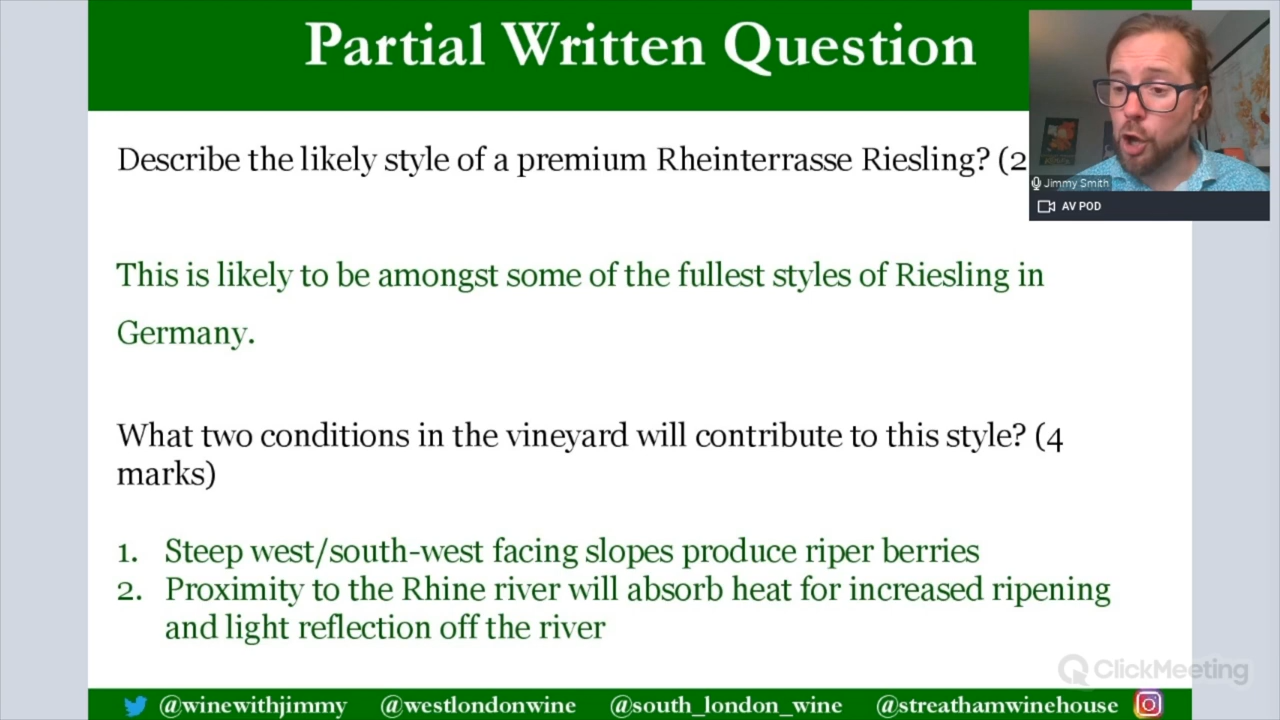 Partial Written Question
Describe the likely style of a premium Rheinterrasse Riesling? (2
This is likely to be amongst some of the fullest styles of Riesling in
Germany.
What two conditions in the vineyard will contribute to this style? (4
marks)
1. Steep west/south-west facing slopes produce riper berries
2. Proximity to the Rhine river will absorb heat for increased ripening
and light reflection off the river
Jimmy Smith
AV POD
ClickMeeting
@winewithjimmy @westlondonwine @south_london_wine @streathamwinehouse